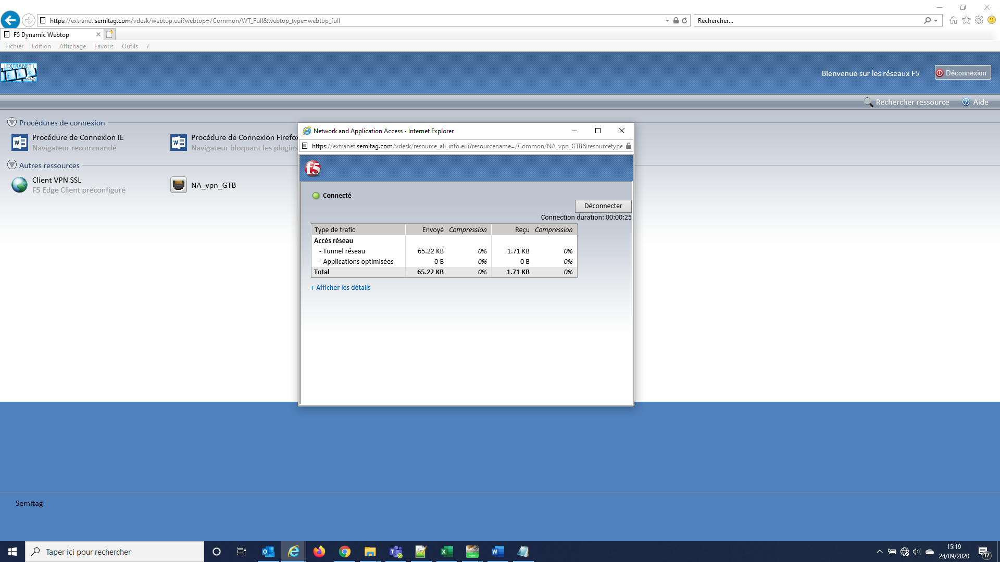 https://extranet.semitag.com/vdesk/webtop.eui?webtop=/Common/WT_Full&webtop_type=webtop_full
Rechercher...
F5 Dynamic Webtop
Fichier Edition Affichage Favoris Outils ?
EXTRANET
Bienvenue sur les réseaux F5
Déconnexion
Rechercher ressource
Aide
Procédures de connexion
Procédure de Connexion IE
Navigateur recommandé
Procédure de Connexion Firefox
Navigateur bloquant les plugins
Autres ressources
Client VPN SSL
F5 Edge Client préconfiguré
NA_vpn_GTB
Network and Application Access - Internet Explorer
https://extranet.semitag.com/vdesk/resource_all_info.eui?resourcename=/Common/NA_vpn_GTB&resourcetype
f5
Connecté
Déconnecter
Connection duration: 00:00:25
Type de trafic Envoyé Compression Reçu Compression
Accès réseau
- Tunnel réseau 65.22 KB 0% 1.71 KB 0%
- Applications optimisées 0 B 0% 0 B 0%
Total 65.22 KB 0% 1.71 KB 0%
+ Afficher les détails
Semitag
Taper ici pour rechercher
15:19
24/09/2020
17